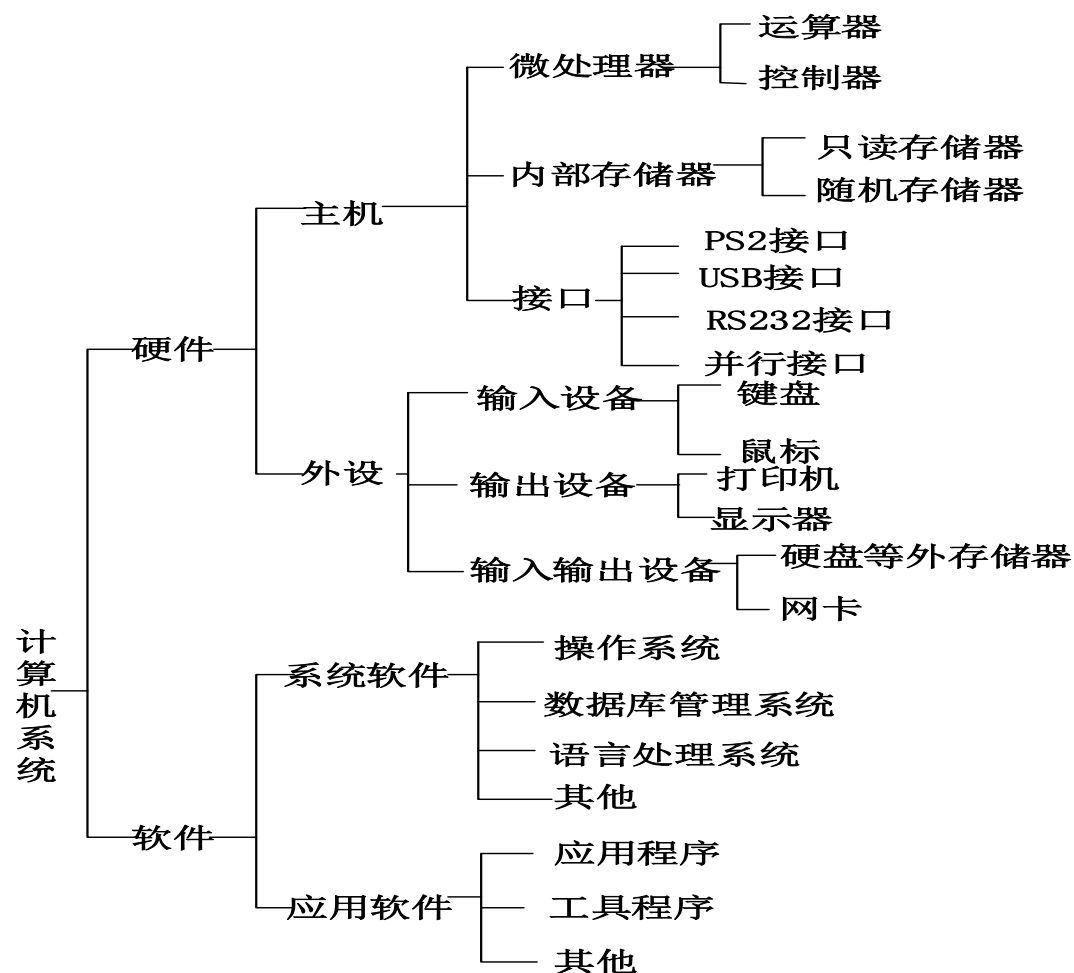 运算器
微处理器
控制器
只读存储器
内部存储器
随机存储器
主机
PS2接口
USB接口
接口
RS232接口
并行接口
硬件
键盘
输入设备
鼠标
外设
打印机
输出设备
显示器
硬盘等外存储器
输入输出设备
网卡
计算机系统
操作系统
系统软件
数据库管理系统
语言处理系统
其他
软件
应用程序
应用软件
工具程序
其他